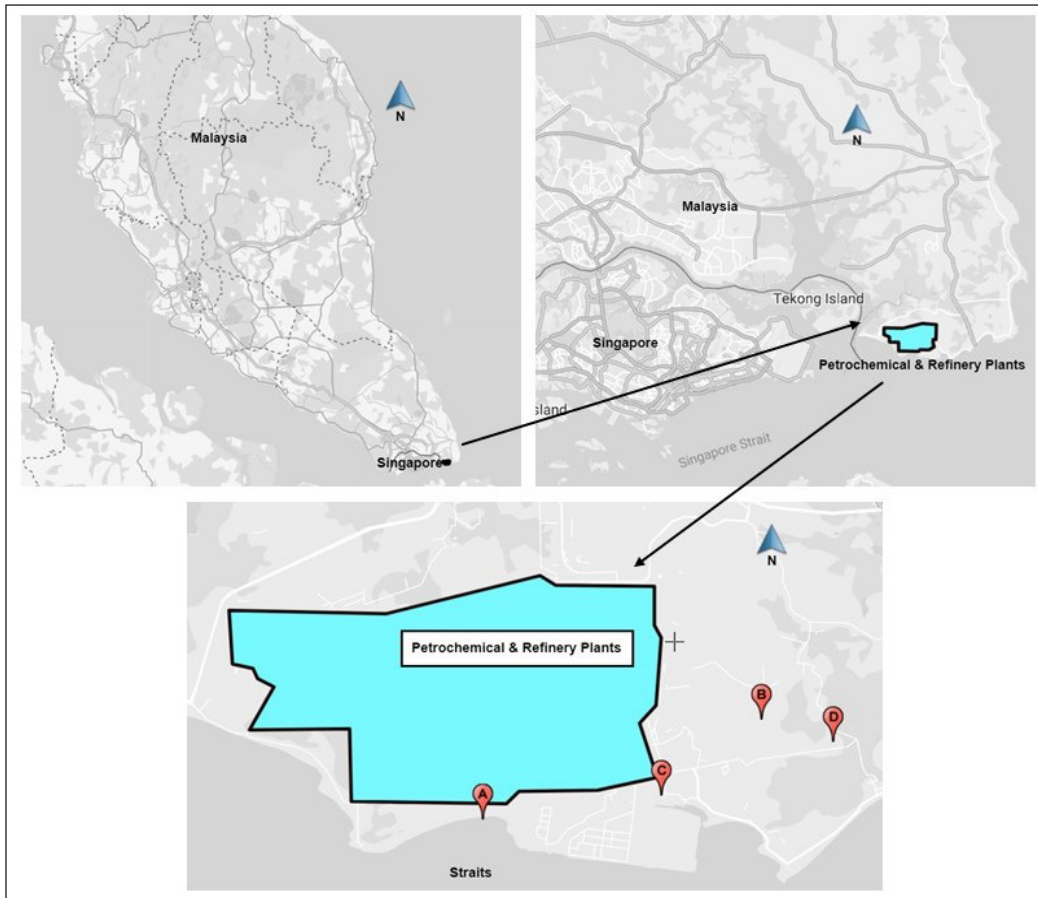 N
Malaysia
Singapore
N
Malaysia
Tekong Island
Singapore
Petrochemical & Refinery Plants
sland
Singapore Strait
N
Petrochemical & Refinery Plants
B
D
C
A
Straits